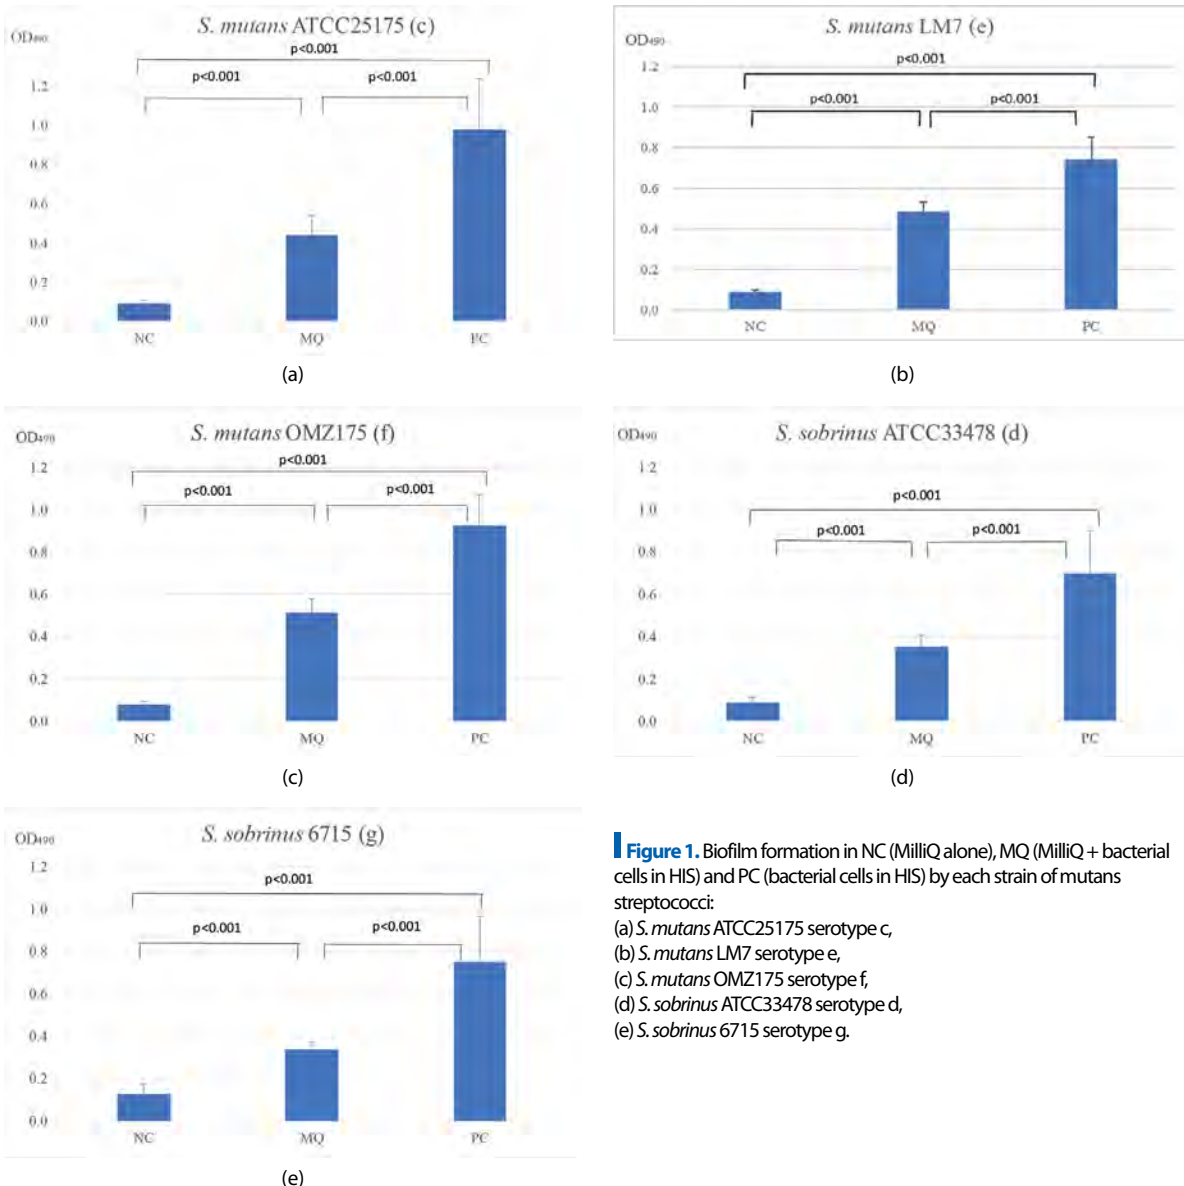 S. mutans ATCC25175 (c)
OD490
p<0.001
p<0.001
p<0.001
1.2
1.0
0.8
0.6
0.4
0.2
0.0
NC
MQ
PC
(a)
S. mutans LM7 (e)
OD490
1.2
p<0.001
p<0.001
p<0.001
1.0
0.8
0.6
0.4
0.2
0.0
NC
MQ
PC
(b)
S. mutans OMZ175 (f)
OD490
1.2
p<0.001
p<0.001
p<0.001
1.0
0.8
0.6
0.4
0.2
0.0
NC
MQ
PC
(c)
S. sobrinus ATCC33478 (d)
OD490
1.2
p<0.001
1.0
p<0.001
p<0.001
0.8
0.6
0.4
0.2
0.0
NC
MQ
PC
(d)
S. sobrinus 6715 (g)
OD490
1.2
p<0.001
1.0
p<0.001
p<0.001
0.8
0.6
0.4
0.2
0.0
NC
MQ
PC
(e)
Figure 1. Biofilm formation in NC (MilliQ alone), MQ (MilliQ + bacterial
cells in HIS) and PC (bacterial cells in HIS) by each strain of mutans
streptococci:
(a) S. mutans ATCC25175 serotype c,
(b) S. mutans LM7 serotype e,
(c) S. mutans OMZ175 serotype f,
(d) S. sobrinus ATCC33478 serotype d,
(e) S. sobrinus 6715 serotype g.